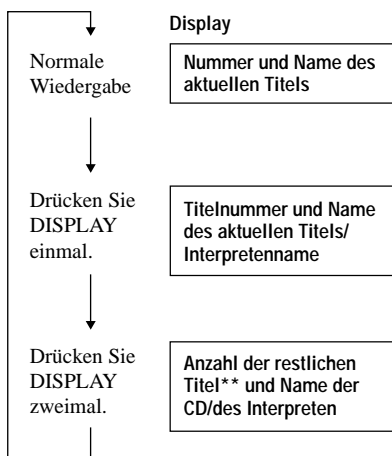 Display
Normale
Wiedergabe
Nummer und Name des
aktuellen Titels
Drücken Sie
DISPLAY
einmal.
Titelnummer und Name
des aktuellen Titels/
Interpretenname
Drücken Sie
DISPLAY
zweimal.
Anzahl der restlichen
Titel** und Name der
CD/des Interpreten